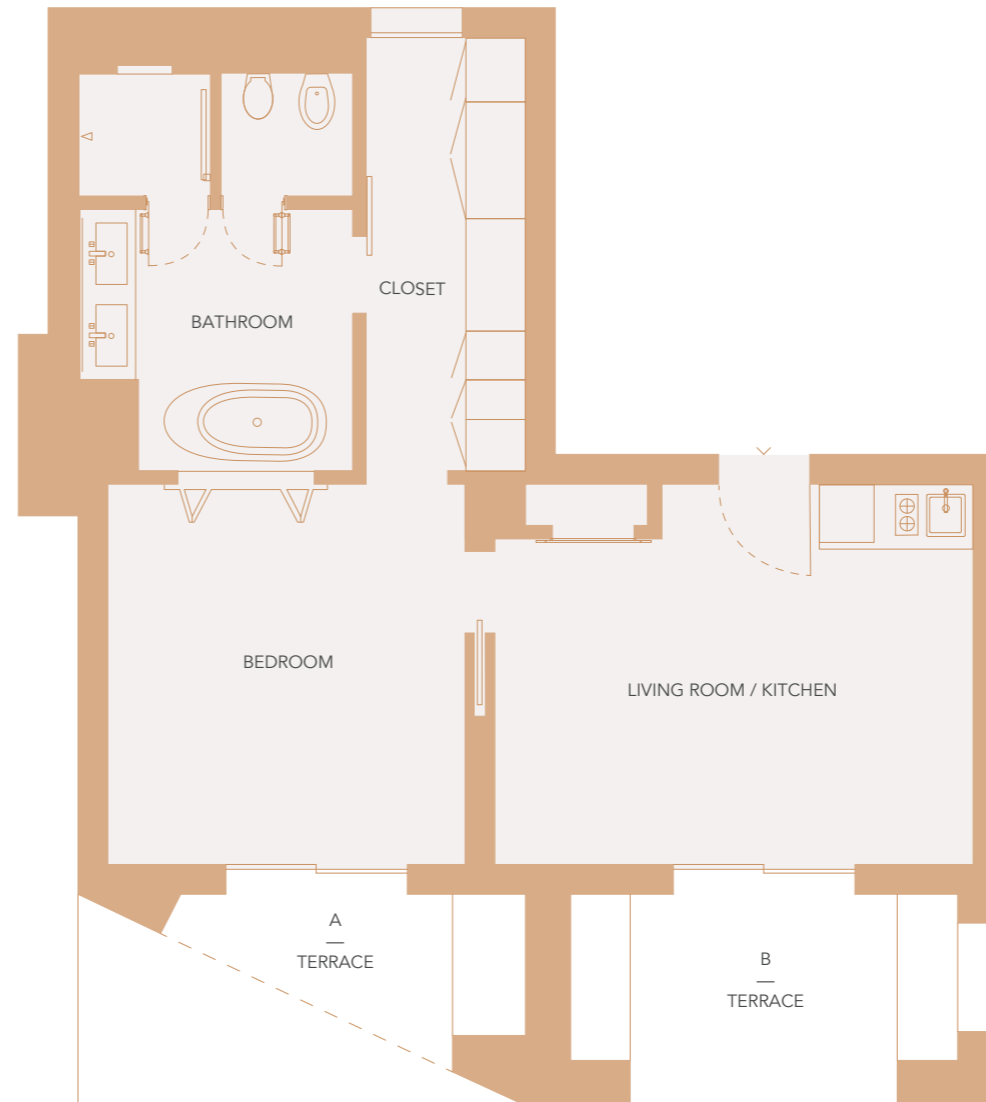 CLOSET
BATHROOM
BEDROOM
LIVING ROOM / KITCHEN
A
—
TERRACE
B
—
TERRACE